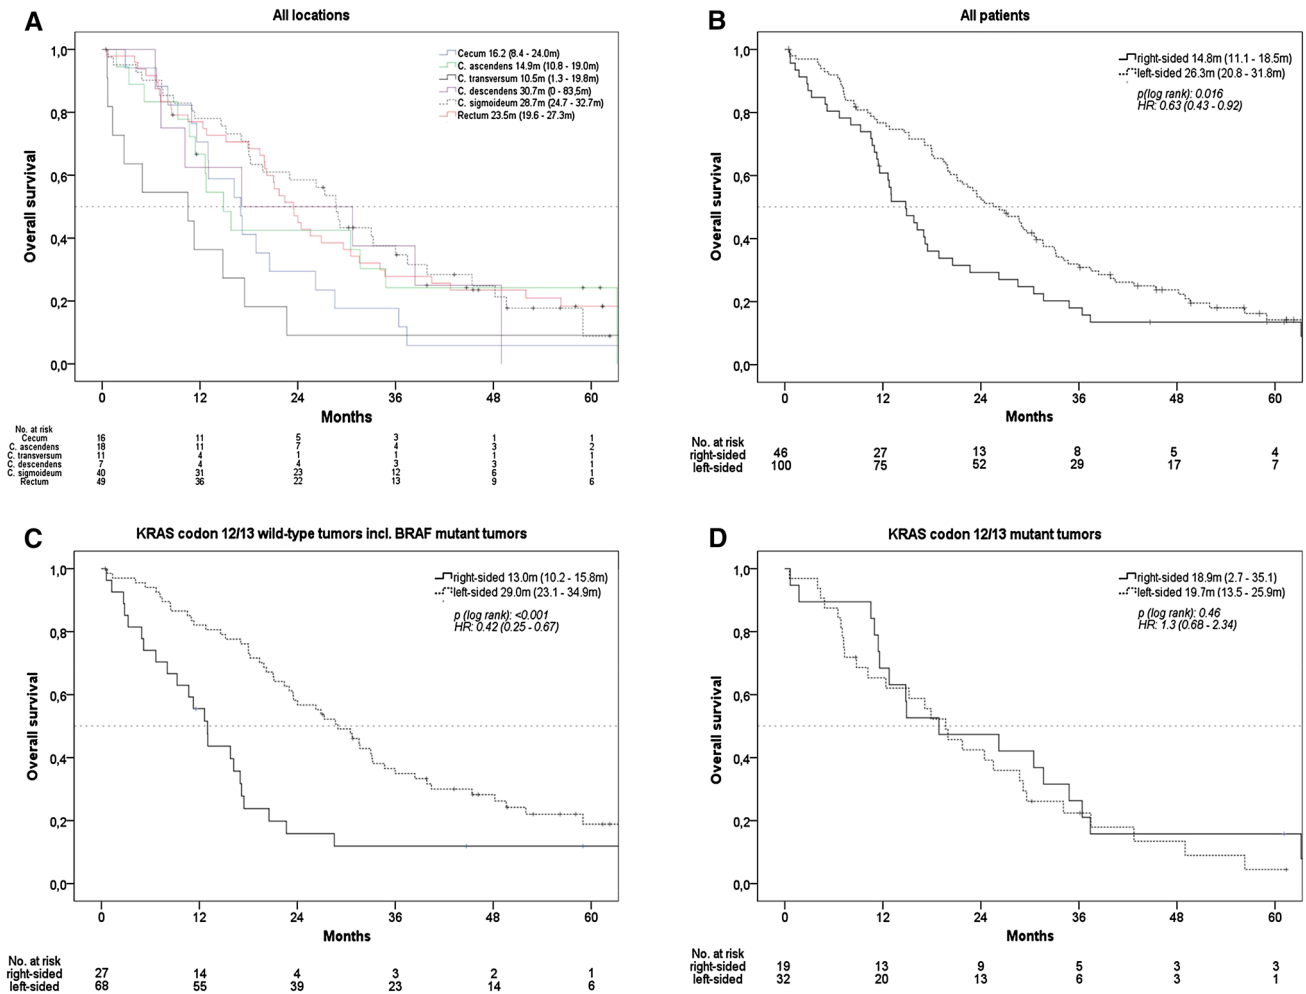 A
All locations
Cecum 16.2 (8.4 - 24.0m)
C. ascendens 14.9m (10.8 - 19.0m)
C. transversum 10.5m (1.3 - 19.8m)
C. descendens 30.7m (0 - 83,5m)
C. sigmoideum 28.7m (24.7 - 32.7m)
Rectum 23.5m (19.6 - 27.3m)
Overall survival
1,0
0,8
0,6
0,4
0,2
0,0
0 12 24 36 48 60
Months
No. at risk
Cecum 16 11 5 3 1 1
C. ascendens 18 11 7 4 3 2
C. transversum 11 4 1 1 1 1
C. descendens 7 4 4 3 3 1
C. sigmoideum 40 31 23 12 6 1
Rectum 49 36 22 13 9 6
B
All patients
right-sided 14.8m (11.1 - 18.5m)
left-sided 26.3m (20.8 - 31.8m)
p(log rank): 0.016
HR: 0.63 (0.43 - 0.92)
Overall survival
1,0
0,8
0,6
0,4
0,2
0,0
0 12 24 36 48 60
Months
No. at risk
right-sided 46 27 13 8 5 4
left-sided 100 75 52 29 17 7
C
KRAS codon 12/13 wild-type tumors incl. BRAF mutant tumors
right-sided 13.0m (10.2 - 15.8m)
left-sided 29.0m (23.1 - 34.9m)
p (log rank): <0.001
HR: 0.42 (0.25 - 0.67)
Overall survival
1,0
0,8
0,6
0,4
0,2
0,0
0 12 24 36 48 60
Months
No. at risk
right-sided 27 14 4 3 2 1
left-sided 68 55 39 23 14 6
D
KRAS codon 12/13 mutant tumors
right-sided 18.9m (2.7 - 35.1)
left-sided 19.7m (13.5 - 25.9m)
p (log rank): 0.46
HR: 1.3 (0.68 - 2.34)
Overall survival
1,0
0,8
0,6
0,4
0,2
0,0
0 12 24 36 48 60
Months
No. at risk
right-sided 19 13 9 5 3 3
left-sided 32 20 13 6 3 1